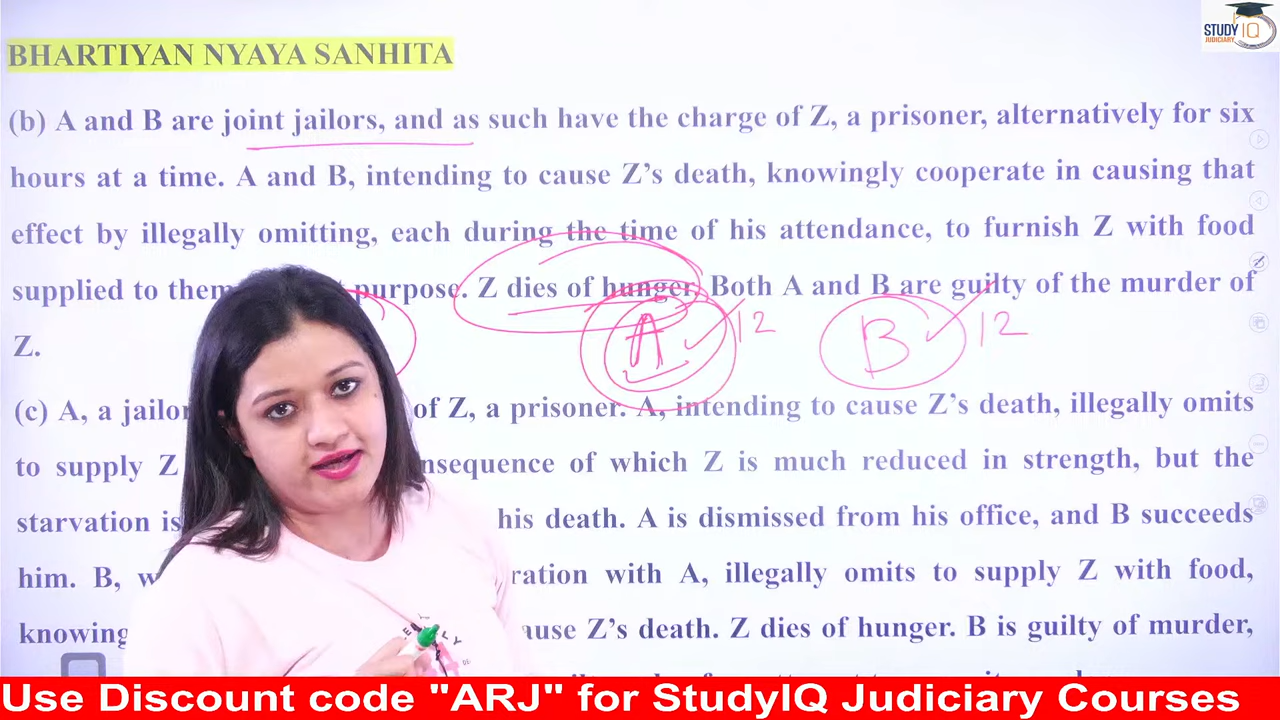 BHARTIYAN NYAYA SANHITA
STUDY IQ
JUDICIARY
(b) A and B are joint jailors, and as such have the charge of Z, a prisoner, alternatively for six
hours at a time. A and B, intending to cause Z’s death, knowingly cooperate in causing that
effect by illegally omitting, each during the time of his attendance, to furnish Z with food
supplied to them purpose. Z dies of hunger. Both A and B are guilty of the murder of
Z.
A 12 B 12
(c) A, a jailor of Z, a prisoner. A, intending to cause Z’s death, illegally omits
to supply Z of which Z is much reduced in strength, but the
starvation is his death. A is dismissed from his office, and B succeeds
him. B, with A, illegally omits to supply Z with food,
knowing Z’s death. Z dies of hunger. B is guilty of murder,
Use Discount code "ARJ" for StudyIQ Judiciary Courses